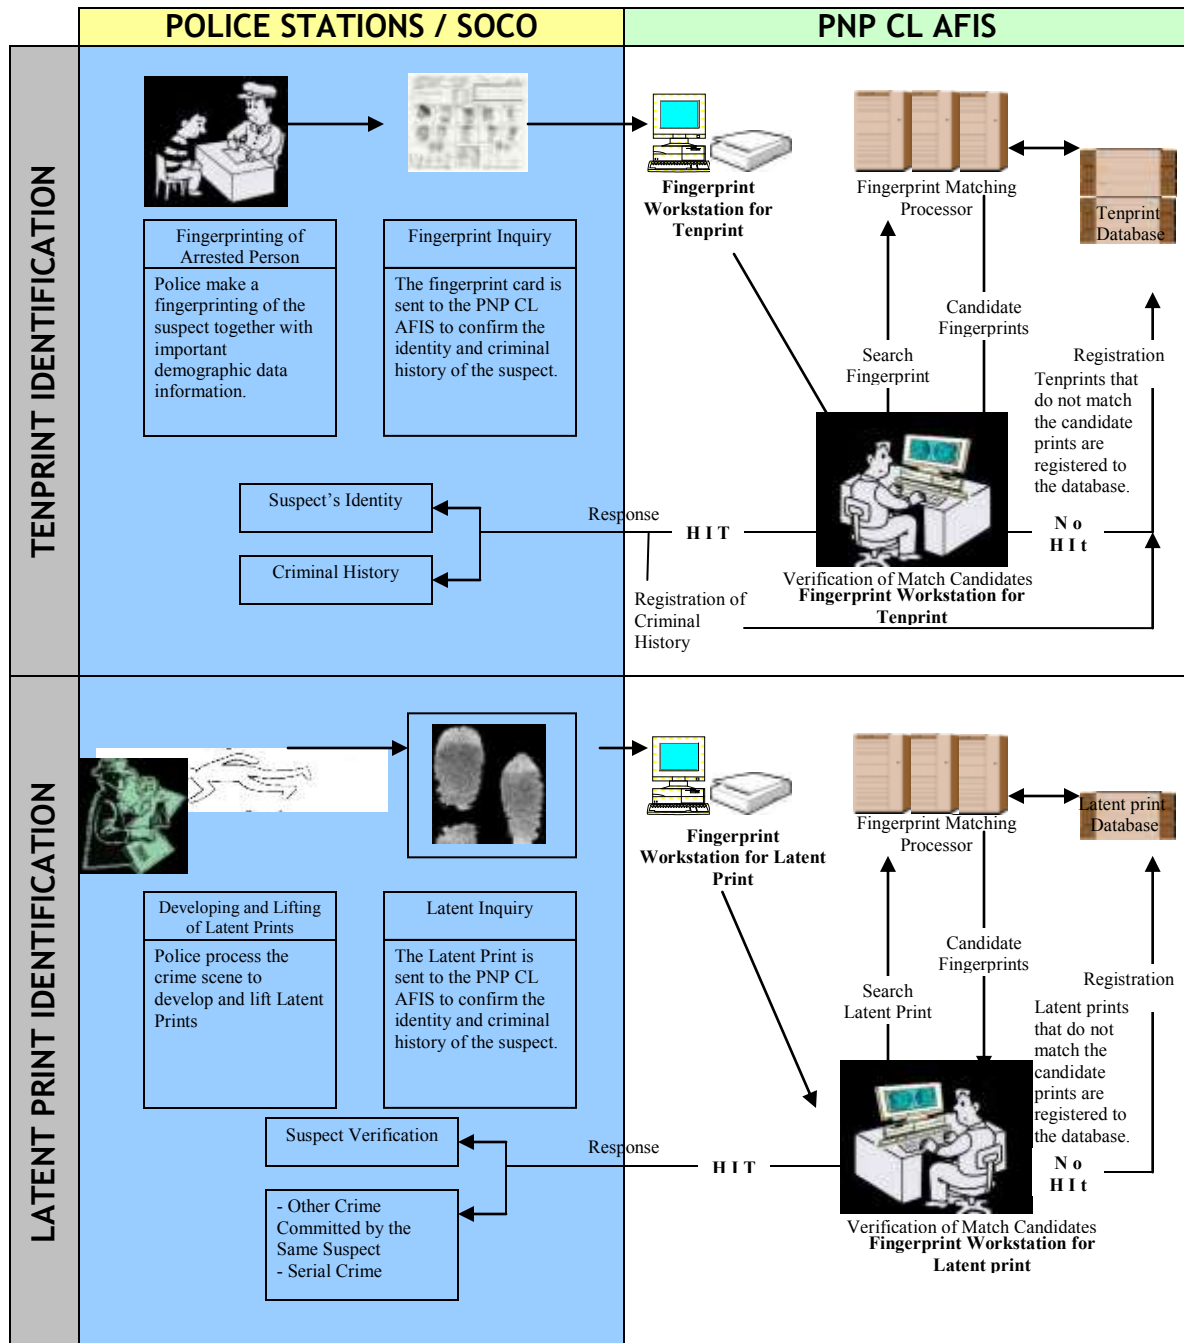 POLICE STATIONS / SOCO
PNP CL AFIS
TENPRINT IDENTIFICATION
Fingerprinting of
Arrested Person
Police make a
fingerprinting of the
suspect together with
important
demographic data
information.
Fingerprint Inquiry
The fingerprint card is
sent to the PNP CL
AFIS to confirm the
identity and criminal
history of the suspect.
Fingerprint
Workstation for
Tenprint
Fingerprint Matching
Processor
Tenprint
Database
Search
Fingerprint
Candidate
Fingerprints
Registration
Tenprints that
do not match
the candidate
prints are
registered to
the database.
Suspect's Identity
Criminal History
Response
H I T
N o
H I t
Verification of Match Candidates
Fingerprint Workstation for
Tenprint
Registration of
Criminal
History
LATENT PRINT IDENTIFICATION
Developing and Lifting
of Latent Prints
Police process the
crime scene to
develop and lift Latent
Prints
Latent Inquiry
The Latent Print is
sent to the PNP CL
AFIS to confirm the
identity and criminal
history of the suspect.
Fingerprint
Workstation for Latent
Print
Fingerprint Matching
Processor
Latent print
Database
Search
Latent Print
Candidate
Fingerprints
Registration
Latent prints
that do not
match the
candidate
prints are
registered to
the database.
Suspect Verification
- Other Crime
Committed by the
Same Suspect
- Serial Crime
Response
H I T
N o
H I t
Verification of Match Candidates
Fingerprint Workstation for
Latent print